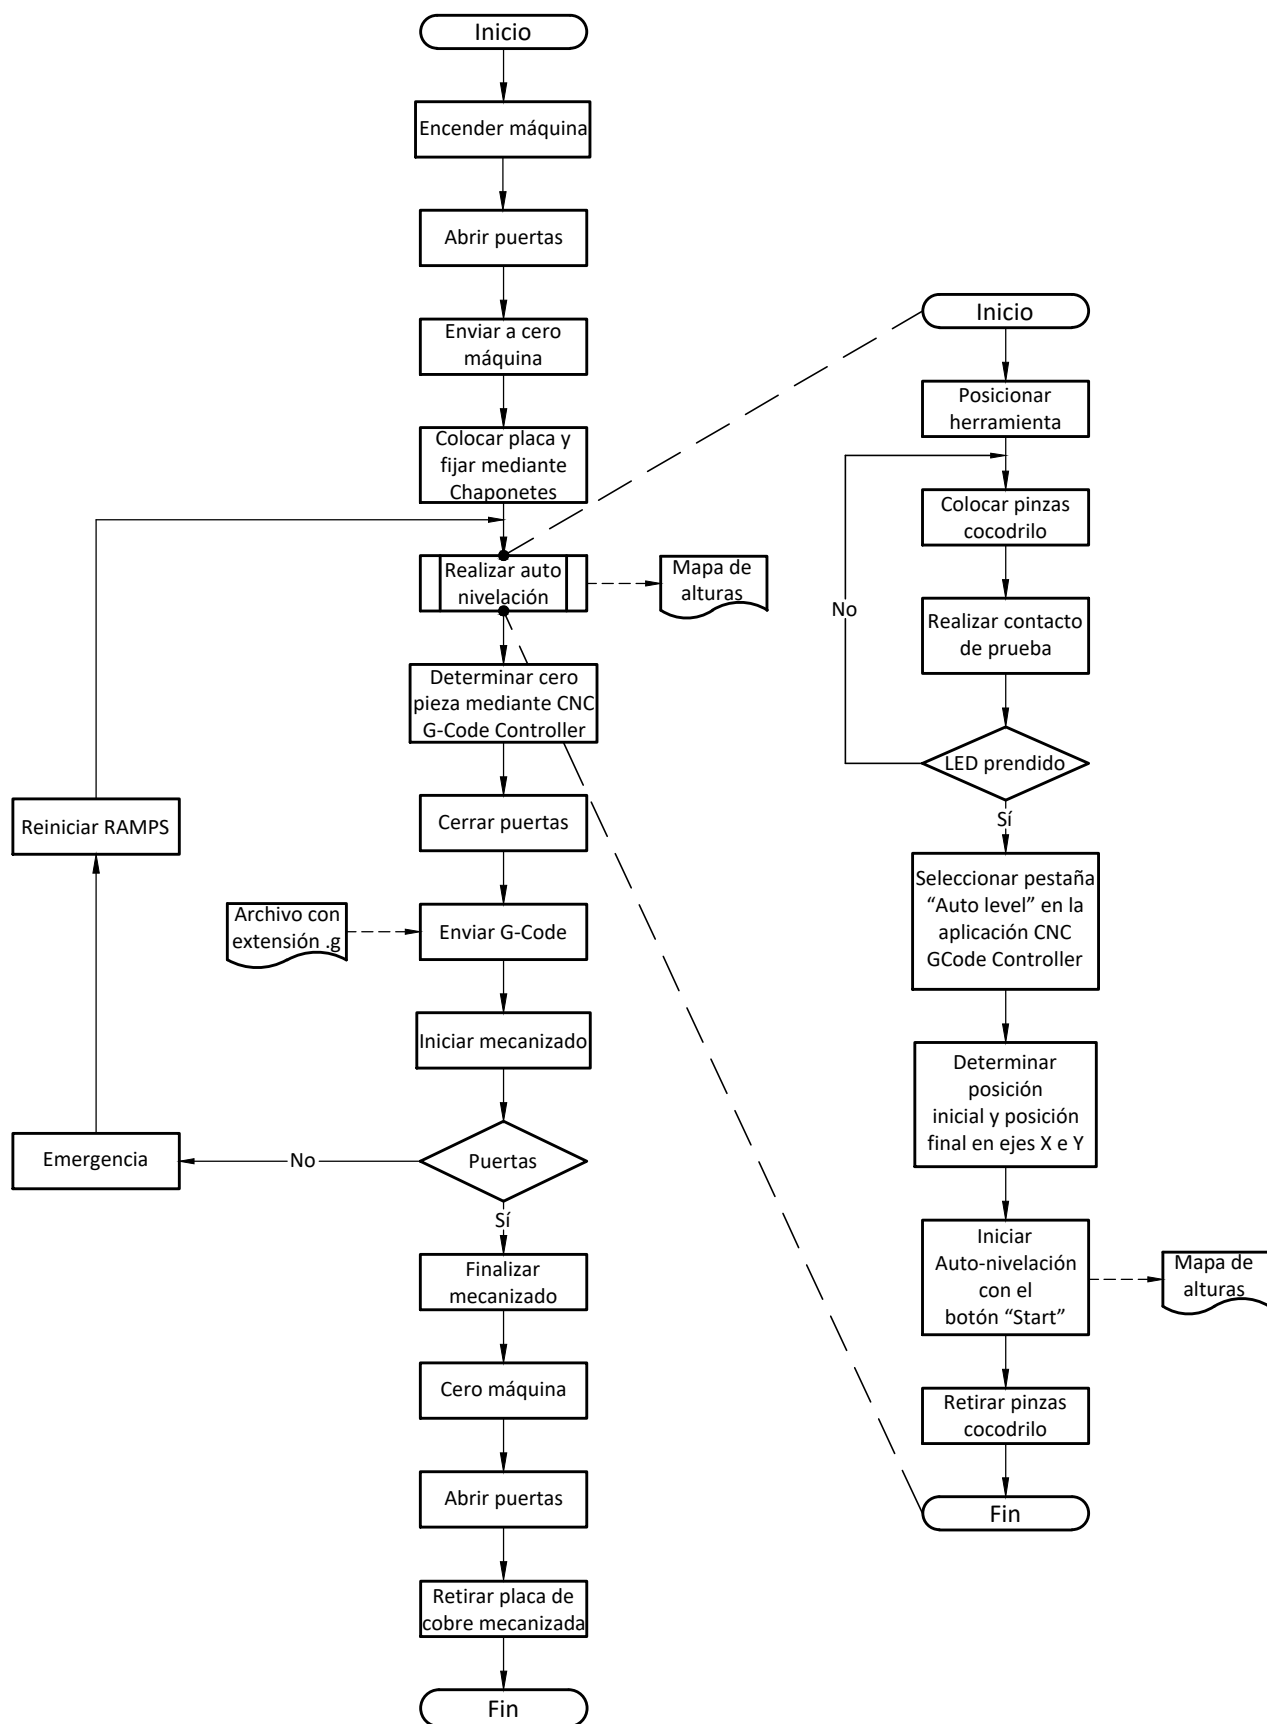 Inicio
Encender máquina
Abrir puertas
Enviar a cero
máquina
Colocar placa y
fijar mediante
Chaponetes
Realizar auto
nivelación
Mapa de
alturas
Determinar cero
pieza mediante CNC
G-Code Controller
Cerrar puertas
Archivo con
extensión .g
Enviar G-Code
Iniciar mecanizado
Puertas
No
Emergencia
Reiniciar RAMPS
Sí
Finalizar
mecanizado
Cero máquina
Abrir puertas
Retirar placa de
cobre mecanizada
Fin
Inicio
Posicionar
herramienta
Colocar pinzas
cocodrilo
Realizar contacto
de prueba
LED prendido
No
Sí
Seleccionar pestaña
“Auto level” en la
aplicación CNC
GCode Controller
Determinar
posición
inicial y posición
final en ejes X e Y
Iniciar
Auto-nivelación
con el
botón “Start”
Mapa de
alturas
Retirar pinzas
cocodrilo
Fin